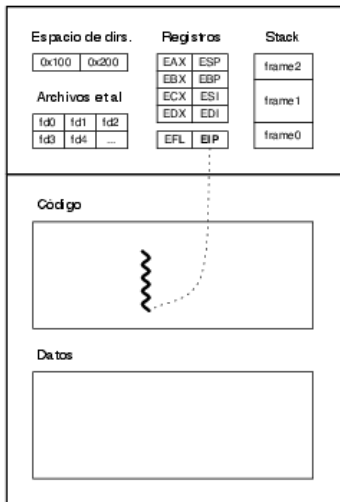 Espacio de dirs.
0x100 0x200
Archivos et al
fd0 fd1 fd2
fd3 fd4 ...
Registros
EAX ESP
EBX EBP
ECX ESI
EDX EDI
EFL EIP
Stack
frame2
frame1
frame0
Código
Datos